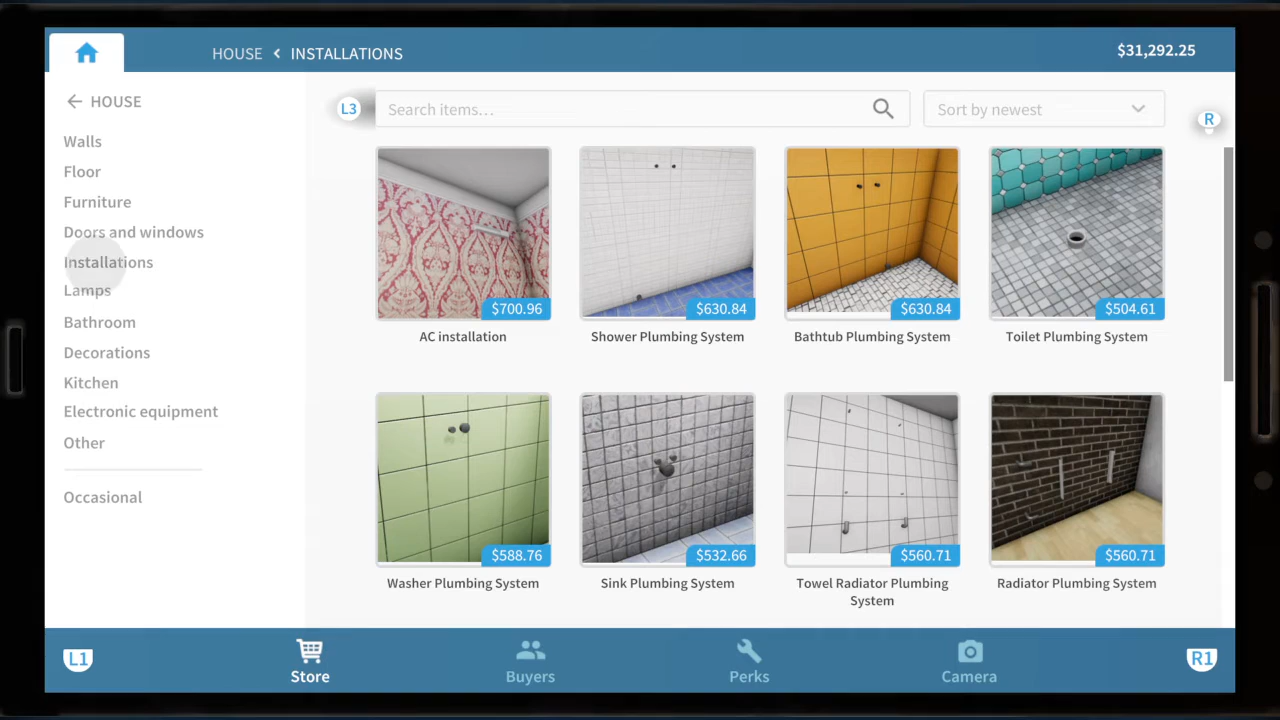 HOUSE < INSTALLATIONS
$31,292.25
HOUSE
Walls
Floor
Furniture
Doors and windows
Installations
Lamps
Bathroom
Decorations
Kitchen
Electronic equipment
Other
Occasional
L3
Search items...
Sort by newest
R
$700.96
$630.84
$630.84
$504.61
AC installation
Shower Plumbing System
Bathtub Plumbing System
Toilet Plumbing System
$588.76
$532.66
$560.71
$560.71
Washer Plumbing System
Sink Plumbing System
Towel Radiator Plumbing
System
Radiator Plumbing System
L1
Store
Buyers
Perks
Camera
R1